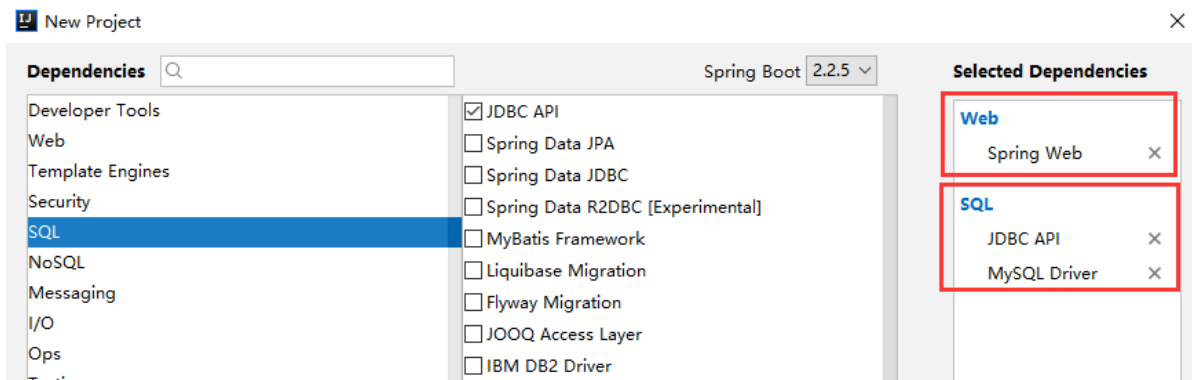 New Project
Dependencies
Spring Boot 2.2.5
Selected Dependencies
Developer Tools
Web
Template Engines
Security
SQL
NoSQL
Messaging
I/O
Ops
JDBC API
Spring Data JPA
Spring Data JDBC
Spring Data R2DBC [Experimental]
MyBatis Framework
Liquibase Migration
Flyway Migration
JOOQ Access Layer
IBM DB2 Driver
Web
Spring Web
SQL
JDBC API
MySQL Driver